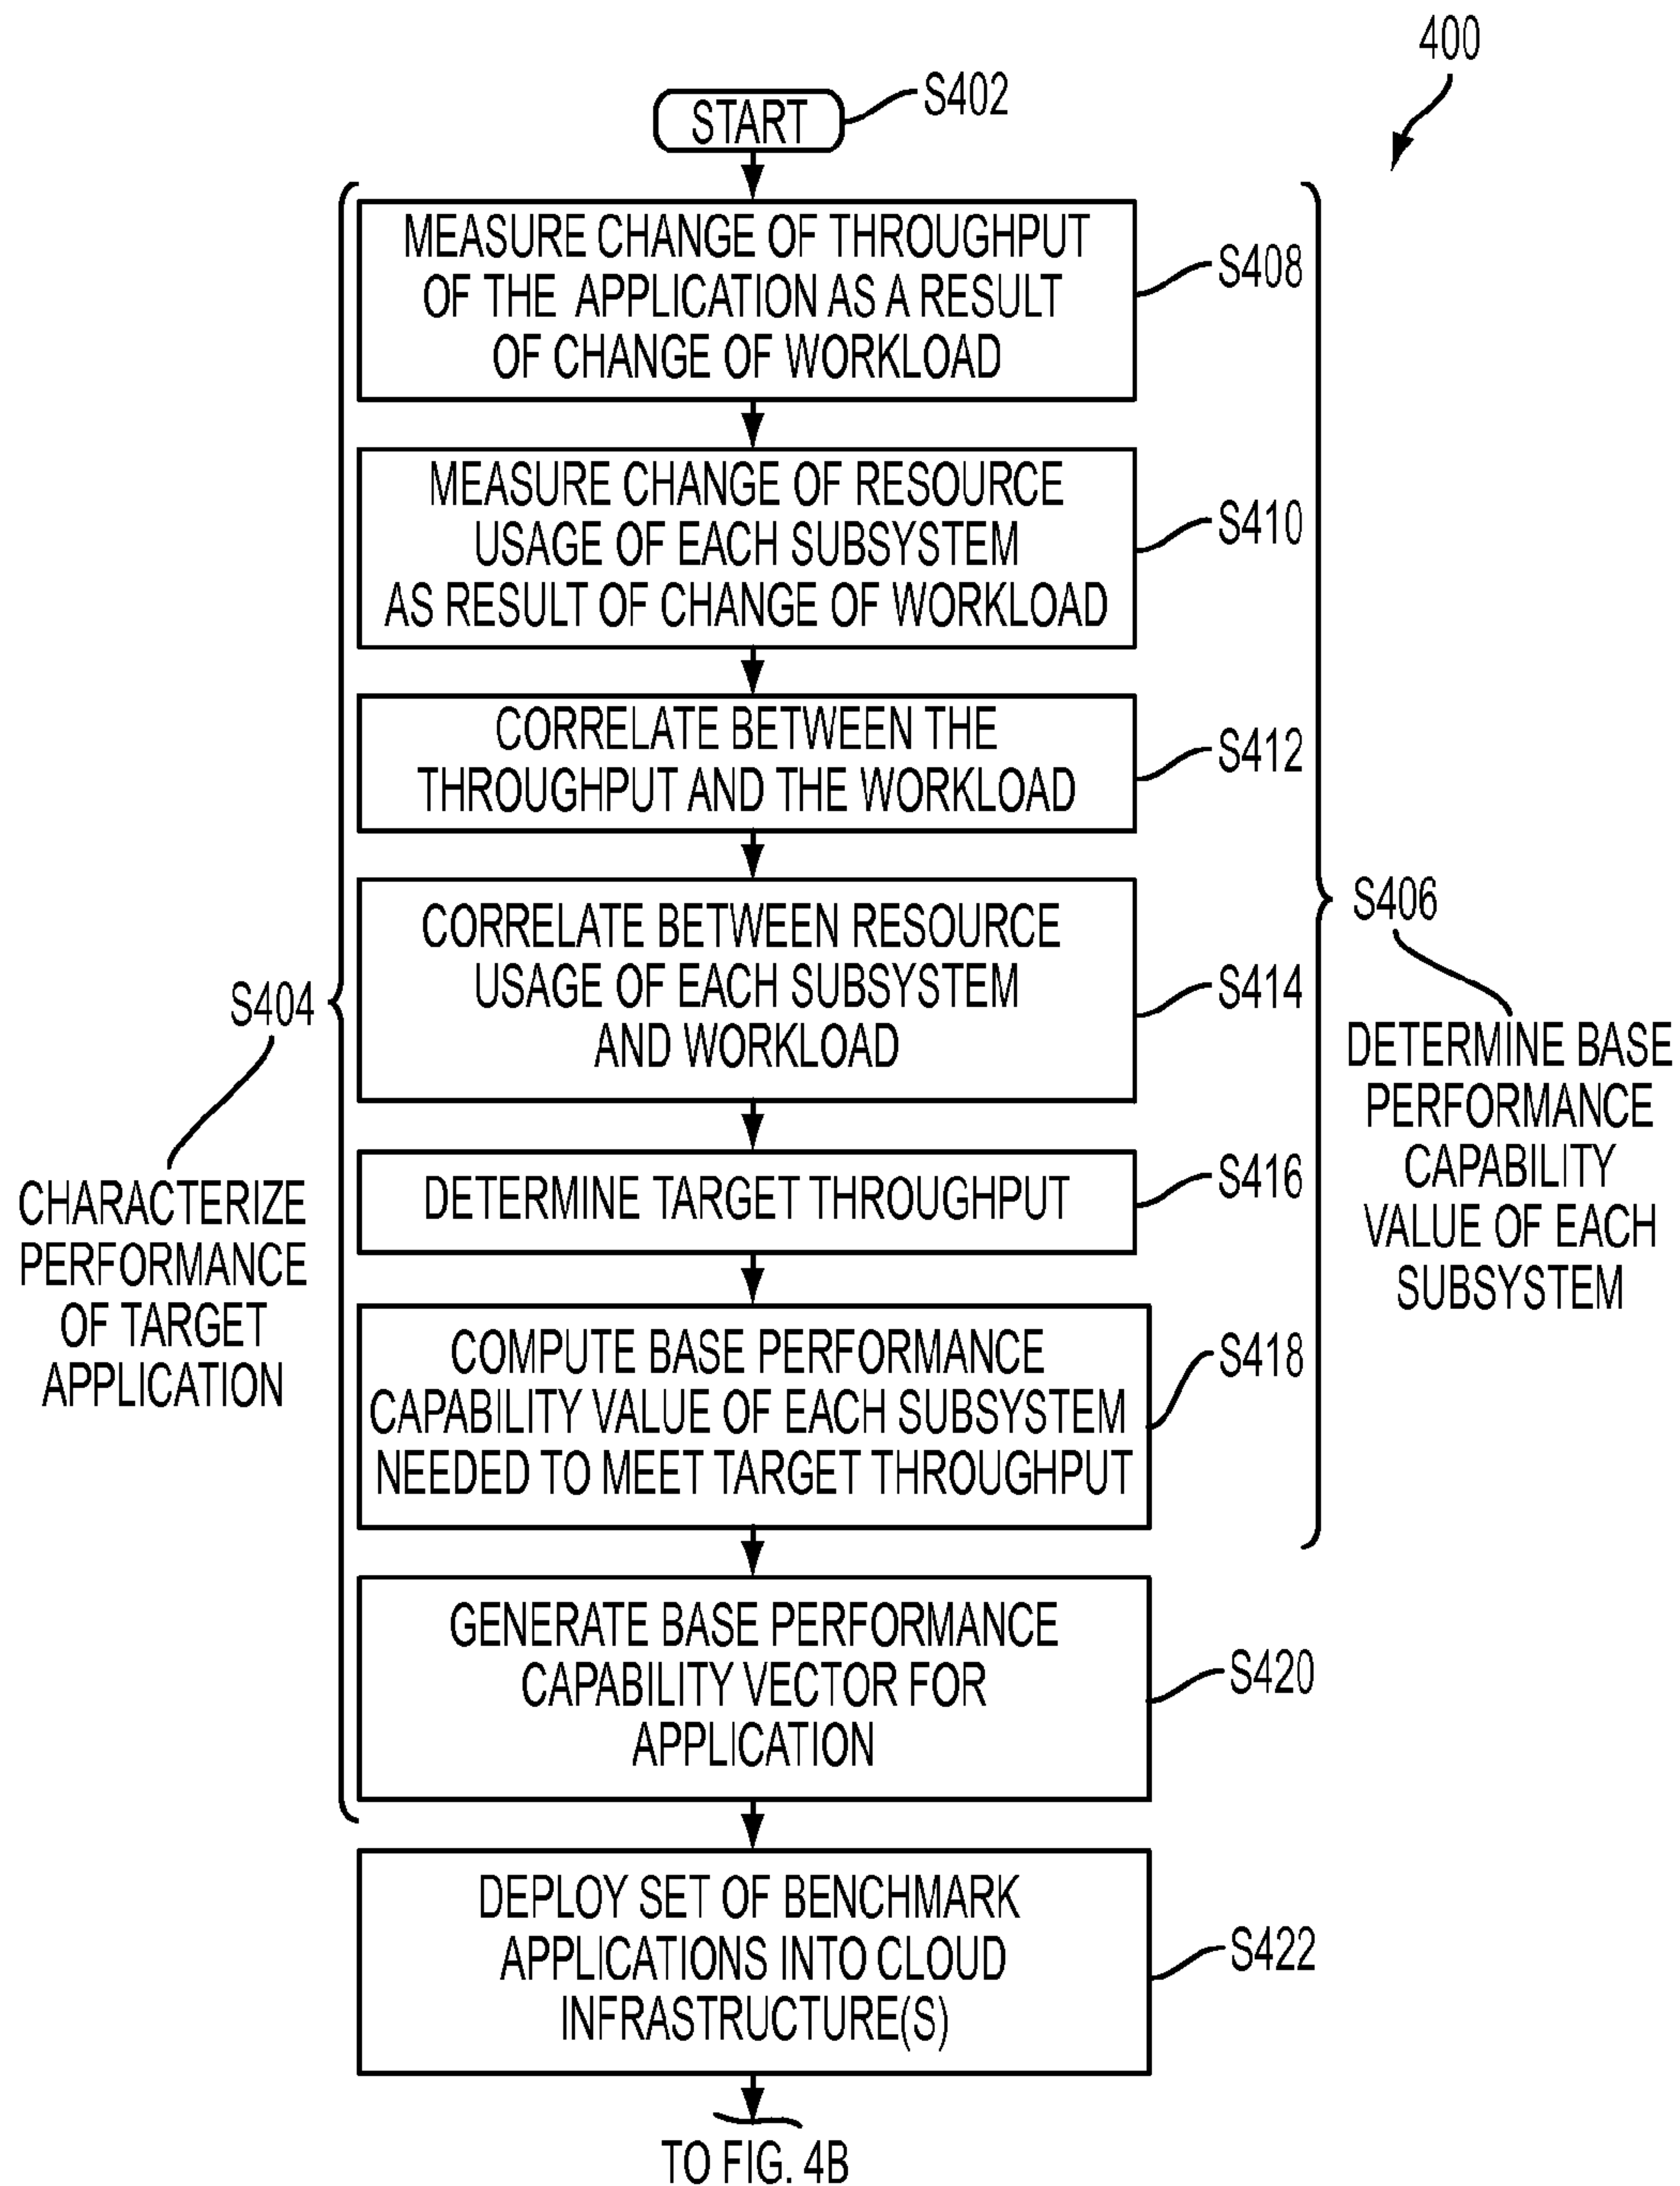 400
START
S402
MEASURE CHANGE OF THROUGHPUT
OF THE APPLICATION AS A RESULT
OF CHANGE OF WORKLOAD
S408
MEASURE CHANGE OF RESOURCE
USAGE OF EACH SUBSYSTEM
AS RESULT OF CHANGE OF WORKLOAD
S410
CORRELATE BETWEEN THE
THROUGHPUT AND THE WORKLOAD
S412
CORRELATE BETWEEN RESOURCE
USAGE OF EACH SUBSYSTEM
AND WORKLOAD
S414
DETERMINE TARGET THROUGHPUT
S416
COMPUTE BASE PERFORMANCE
CAPABILITY VALUE OF EACH SUBSYSTEM
NEEDED TO MEET TARGET THROUGHPUT
S418
GENERATE BASE PERFORMANCE
CAPABILITY VECTOR FOR
APPLICATION
S420
DEPLOY SET OF BENCHMARK
APPLICATIONS INTO CLOUD
INFRASTRUCTURE(S)
S422
S404
CHARACTERIZE
PERFORMANCE
OF TARGET
APPLICATION
S406
DETERMINE BASE
PERFORMANCE
CAPABILITY
VALUE OF EACH
SUBSYSTEM
TO FIG. 4B